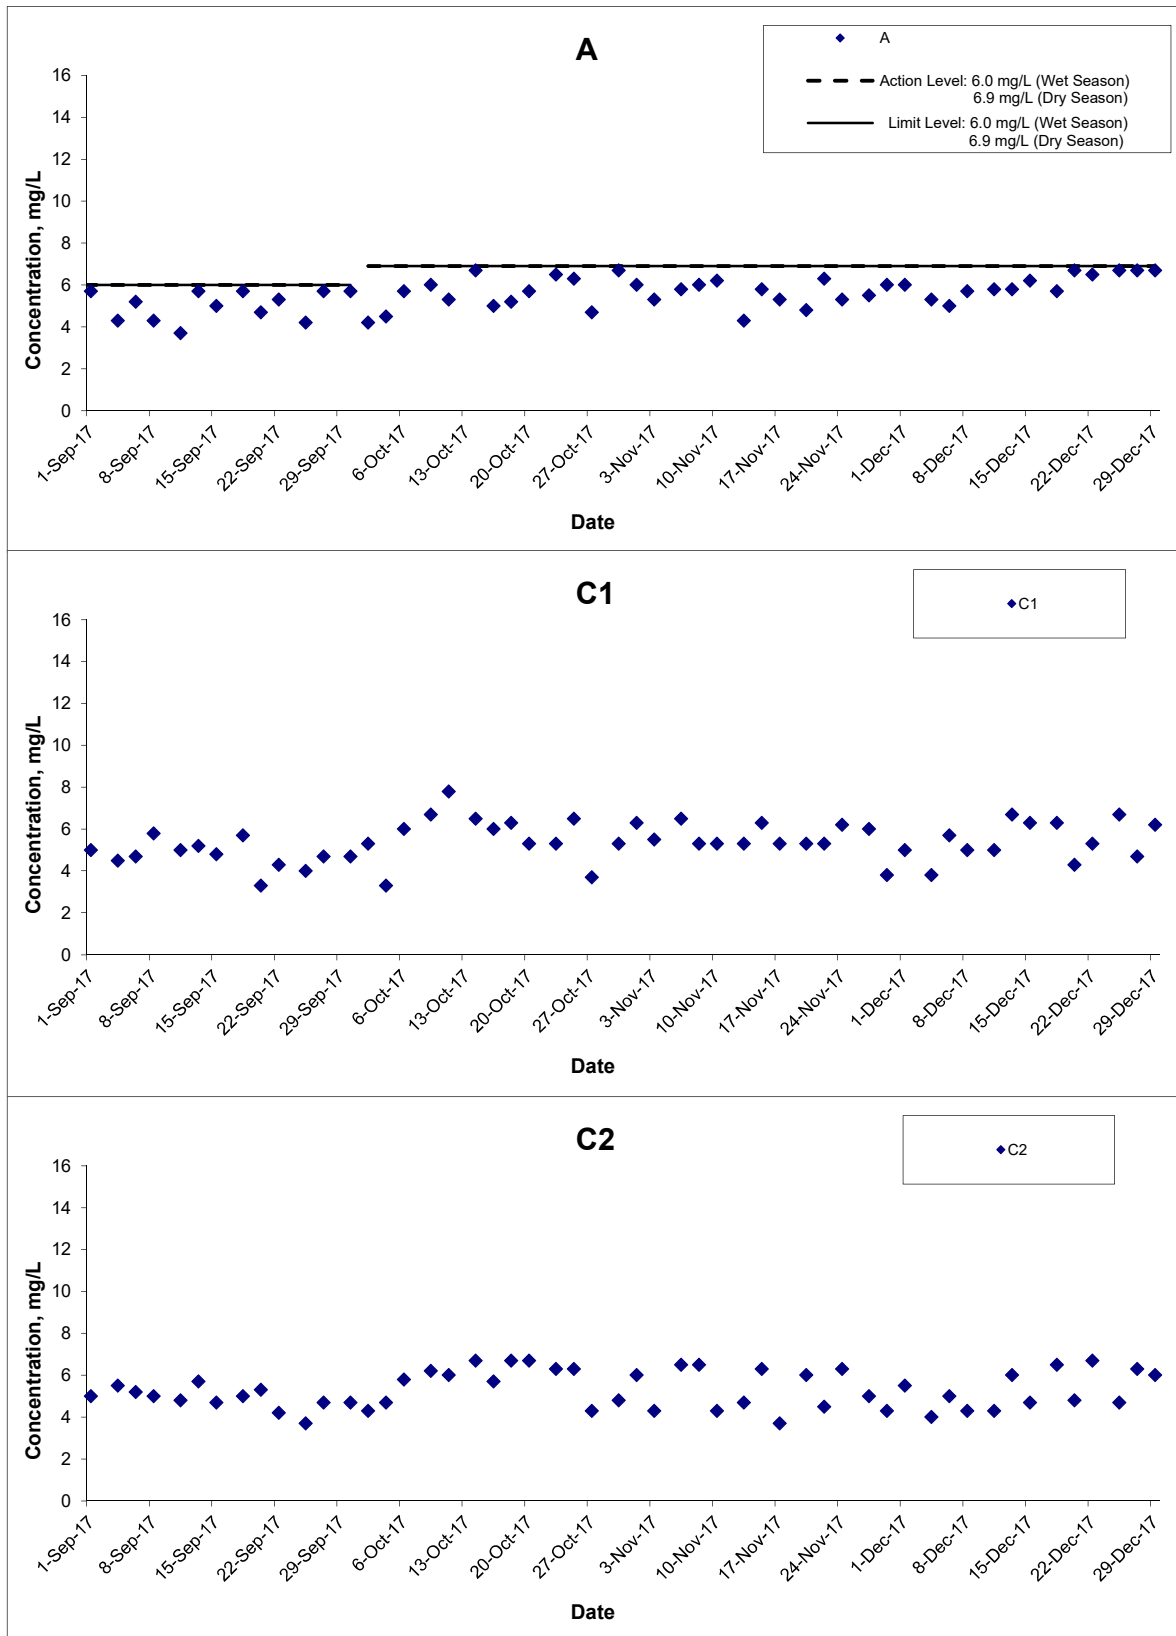 A
A
Action Level: 6.0 mg/L (Wet Season)
6.9 mg/L (Dry Season)
Limit Level: 6.0 mg/L (Wet Season)
6.9 mg/L (Dry Season)
Concentration, mg/L
16
14
12
10
8
6
4
2
0
1-Sep-17
8-Sep-17
15-Sep-17
22-Sep-17
29-Sep-17
6-Oct-17
13-Oct-17
20-Oct-17
27-Oct-17
3-Nov-17
10-Nov-17
17-Nov-17
24-Nov-17
1-Dec-17
8-Dec-17
15-Dec-17
22-Dec-17
29-Dec-17
Date
C1
C1
Concentration, mg/L
16
14
12
10
8
6
4
2
0
1-Sep-17
8-Sep-17
15-Sep-17
22-Sep-17
29-Sep-17
6-Oct-17
13-Oct-17
20-Oct-17
27-Oct-17
3-Nov-17
10-Nov-17
17-Nov-17
24-Nov-17
1-Dec-17
8-Dec-17
15-Dec-17
22-Dec-17
29-Dec-17
Date
C2
C2
Concentration, mg/L
16
14
12
10
8
6
4
2
0
1-Sep-17
8-Sep-17
15-Sep-17
22-Sep-17
29-Sep-17
6-Oct-17
13-Oct-17
20-Oct-17
27-Oct-17
3-Nov-17
10-Nov-17
17-Nov-17
24-Nov-17
1-Dec-17
8-Dec-17
15-Dec-17
22-Dec-17
29-Dec-17
Date